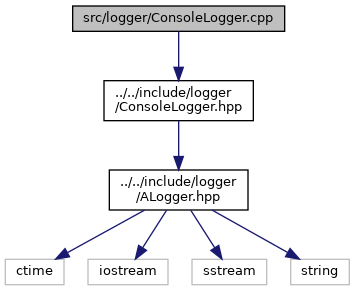 src/logger/ConsoleLogger.cpp
../../include/logger
/ConsoleLogger.hpp
../../include/logger
/ALogger.hpp
ctime
iostream
sstream
string